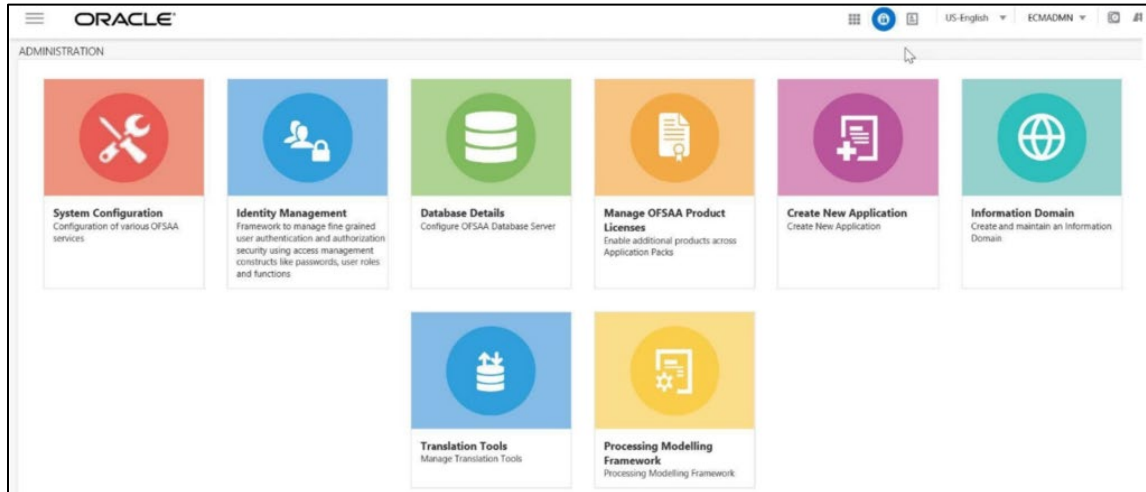 ORACLE
US-English
ECMADMN
ADMINISTRATION
System Configuration
Configuration of various OFSAA
services
Identity Management
Framework to manage fine grained
user authentication and authorization
security using access management
constructs like passwords, user roles
and functions
Database Details
Configure OFSAA Database Server
Manage OFSAA Product
Licenses
Enable additional products across
Application Packs
Create New Application
Create New Application
Information Domain
Create and maintain an Information
Domain
Translation Tools
Manage Translation Tools
Processing Modelling
Framework
Processing Modelling Framework